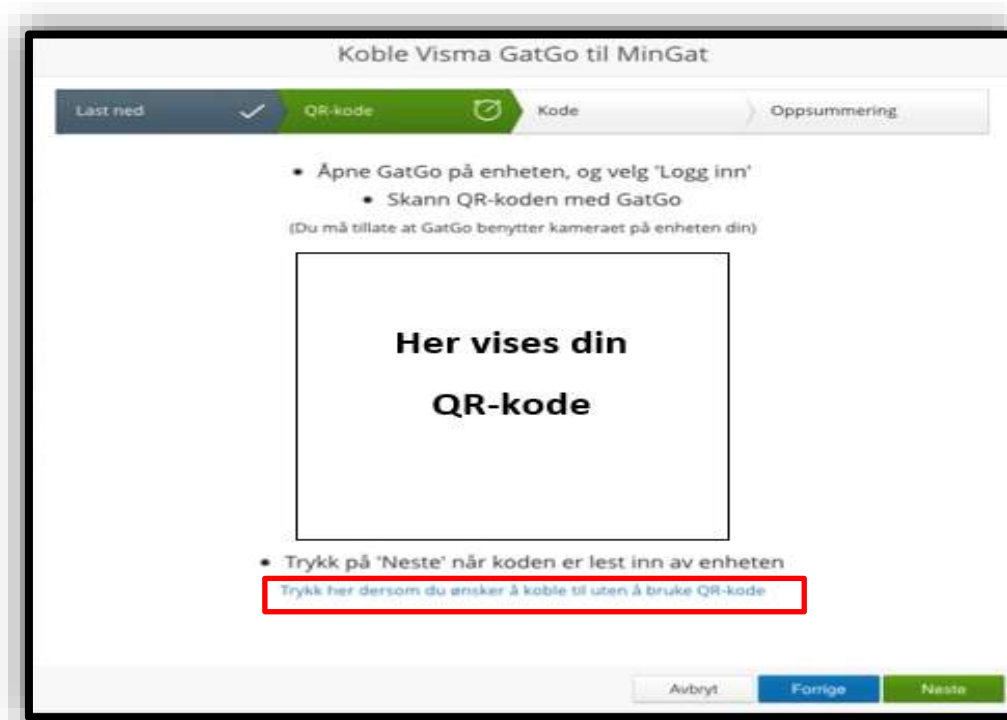 Koble Visma GatGo til MinGat
Last ned QR-kode Kode Oppsummering
• Åpne GatGo på enheten, og velg 'Logg inn'
• Skann QR-koden med GatGo
(Du må tillate at GatGo benytter kameraet på enheten din)
Her vises din
QR-kode
• Trykk på 'Neste' når koden er lest inn av enheten
Trykk her dersom du ønsker å koble til uten å bruke QR-kode
Avbryt Forrige Neste